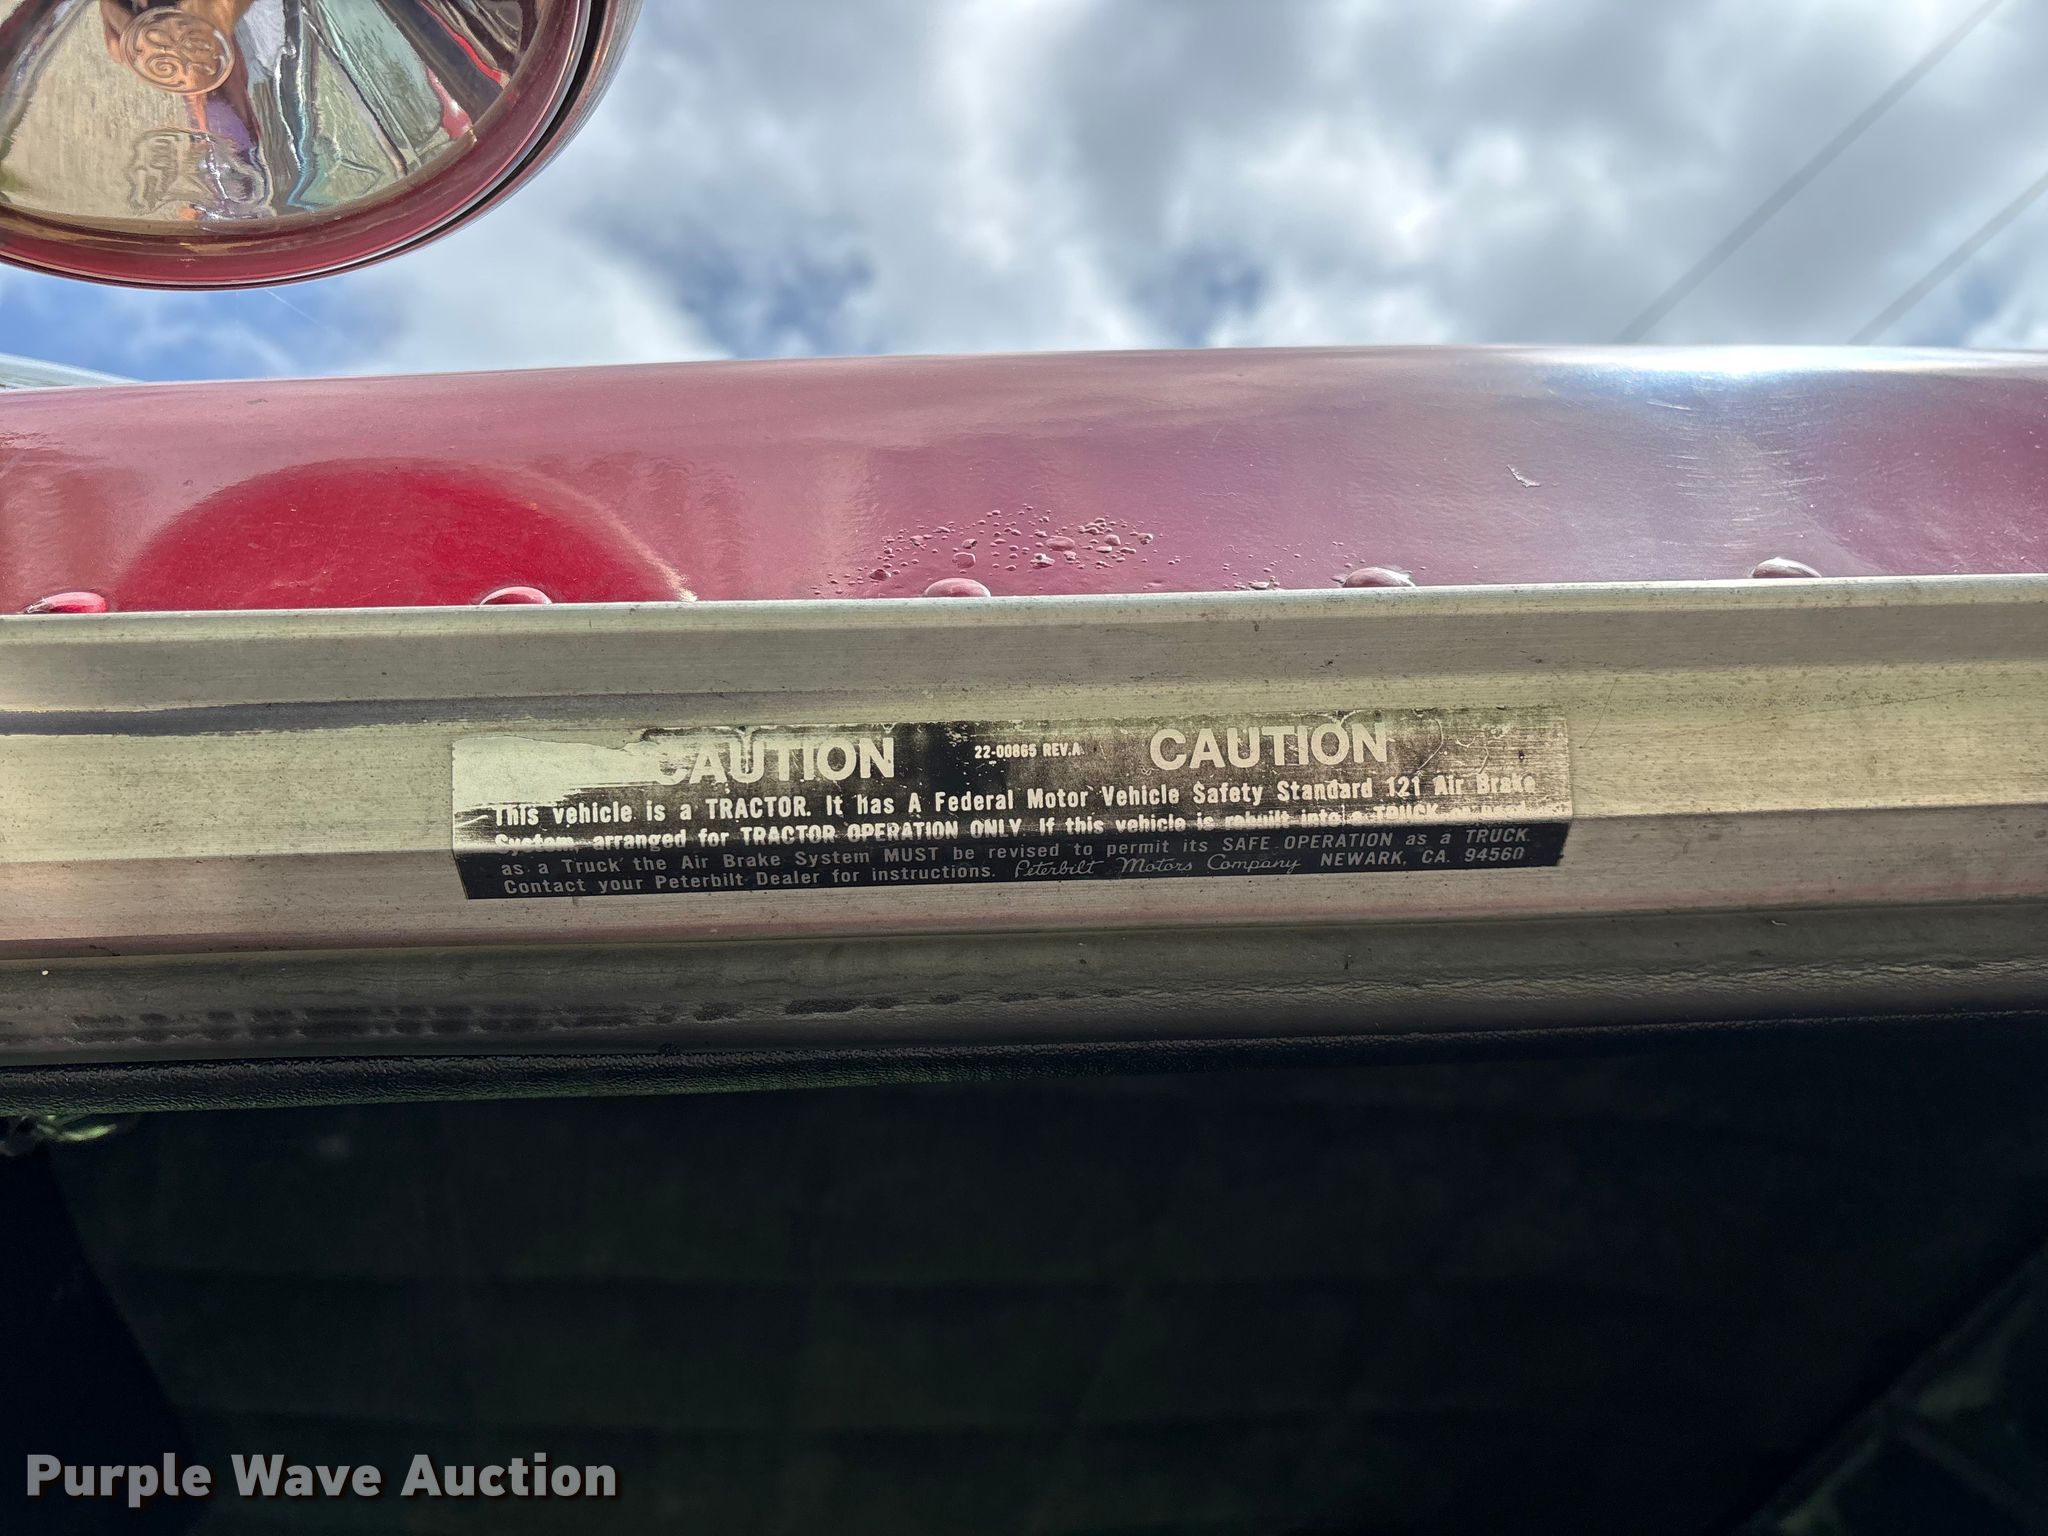 CAUTION 22-00865 REV.A CAUTION
This vehicle is a TRACTOR. It has A Federal Motor Vehicle Safety Standard 121 Air Brake
System, arranged for TRACTOR OPERATION ONLY. If this vehicle is rebuilt into a TRUCK
as a Truck the Air Brake System MUST be revised to permit its SAFE OPERATION as a TRUCK.
Contact your Peterbilt Dealer for instructions. Peterbilt Motors Company NEWARK, CA. 94560
Purple Wave Auction